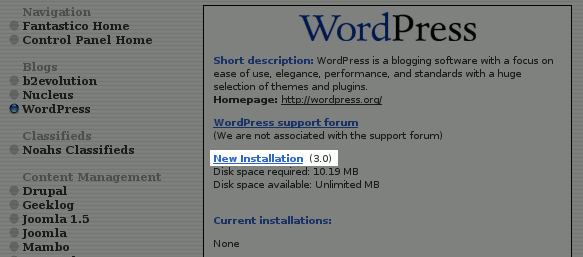 Navigation
Fantastico Home
Control Panel Home
Blogs
b2evolution
Nucleus
WordPress
Classifieds
Noahs Classifieds
Content Management
Drupal
Geeklog
Joomla 1.5
Joomla
Mambo
WordPress
Short description: WordPress is a blogging software with a focus on
ease of use, elegance, performance, and standards with a huge
selection of themes and plugins.
Homepage: http://wordpress.org/
WordPress support forum
(We are not associated with the support forum)
New Installation (3.0)
Disk space required: 10.19 MB
Disk space available: Unlimited MB
Current installations:
None